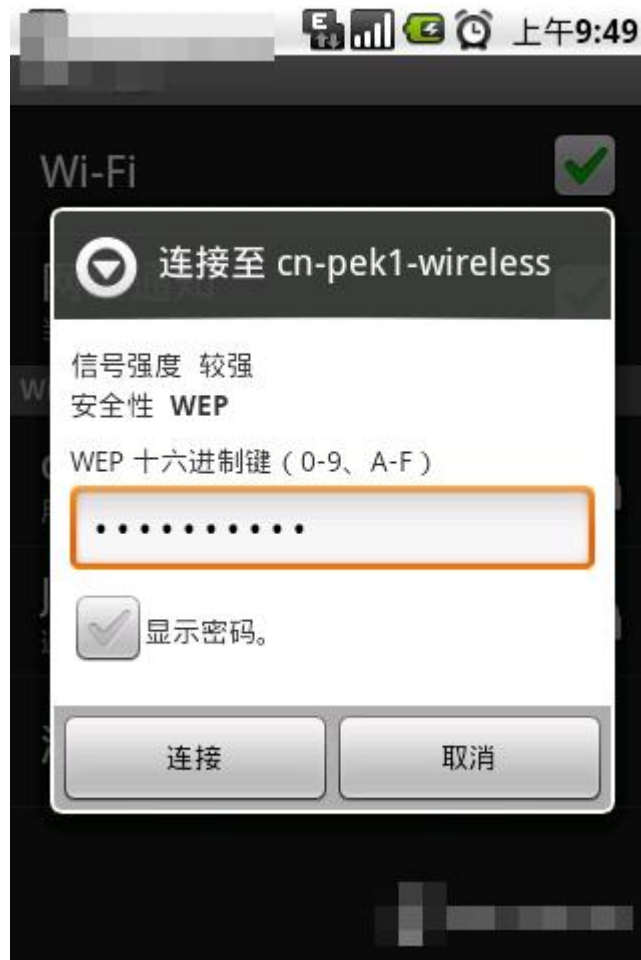 上午9:49
Wi-Fi
连接至 cn-pek1-wireless
信号强度 较强
安全性 WEP
WEP 十六进制键（0-9、A-F）
••••••••••
显示密码。
连接
取消